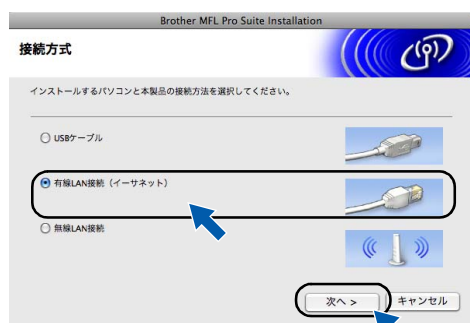 Brother MFL Pro Suite Installation
接続方式
インストールするパソコンと本製品の接続方法を選択してください。
USBケーブル
有線LAN接続（イーサネット）
無線LAN接続
次へ >
キャンセル